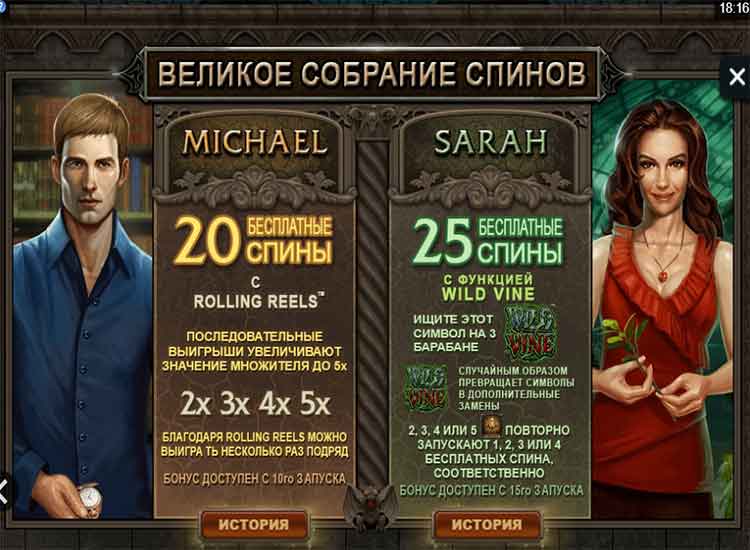 18:16
ВЕЛИКОЕ СОБРАНИЕ СПИНОВ
MICHAEL
20 БЕСПЛАТНЫЕ
СПИНЫ
С
ROLLING REELS™
ПОСЛЕДОВАТЕЛЬНЫЕ
ВЫИГРЫШИ УВЕЛИЧИВАЮТ
ЗНАЧЕНИЕ МНОЖИТЕЛЯ ДО 5x
2x 3x 4x 5x
БЛАГОДАРЯ ROLLING REELS МОЖНО
ВЫИГРА ТЬ НЕСКОЛЬКО РАЗ ПОДРЯД
БОНУС ДОСТУПЕН С 10го ЗАПУСКА
ИСТОРИЯ
SARAH
25 БЕСПЛАТНЫЕ
СПИНЫ
С ФУНКЦИЕЙ
WILD VINE
ИЩИТЕ ЭТОТ
СИМВОЛ НА 3
БАРАБАНЕ
WILD
VINE
WILD
VINE
СЛУЧАЙНЫМ ОБРАЗОМ
ПРЕВРАЩАЕТ СИМВОЛЫ
В ДОПОЛНИТЕЛЬНЫЕ
ЗАМЕНЫ
2, 3, 4 ИЛИ 5 ПОВТОРНО
ЗАПУСКАЮТ 1, 2, 3 ИЛИ 4
БЕСПЛАТНЫХ СПИНА,
СООТВЕТСТВЕННО
БОНУС ДОСТУПЕН С 15го ЗАПУСКА
ИСТОРИЯ